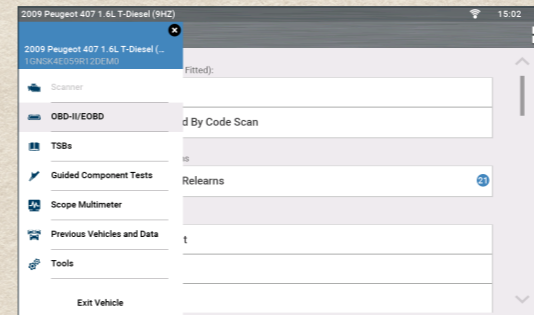 2009 Peugeot 407 1.6L T-Diesel (9HZ) 15:02
2009 Peugeot 407 1.6L T-Diesel (...
1GNSK4E059R12DEM0
Scanner
OBD-II/EOBD
TSBs
Guided Component Tests
Scope Multimeter
Previous Vehicles and Data
Tools
Exit Vehicle
Fitted):
d By Code Scan
ns
Relearns 21
t